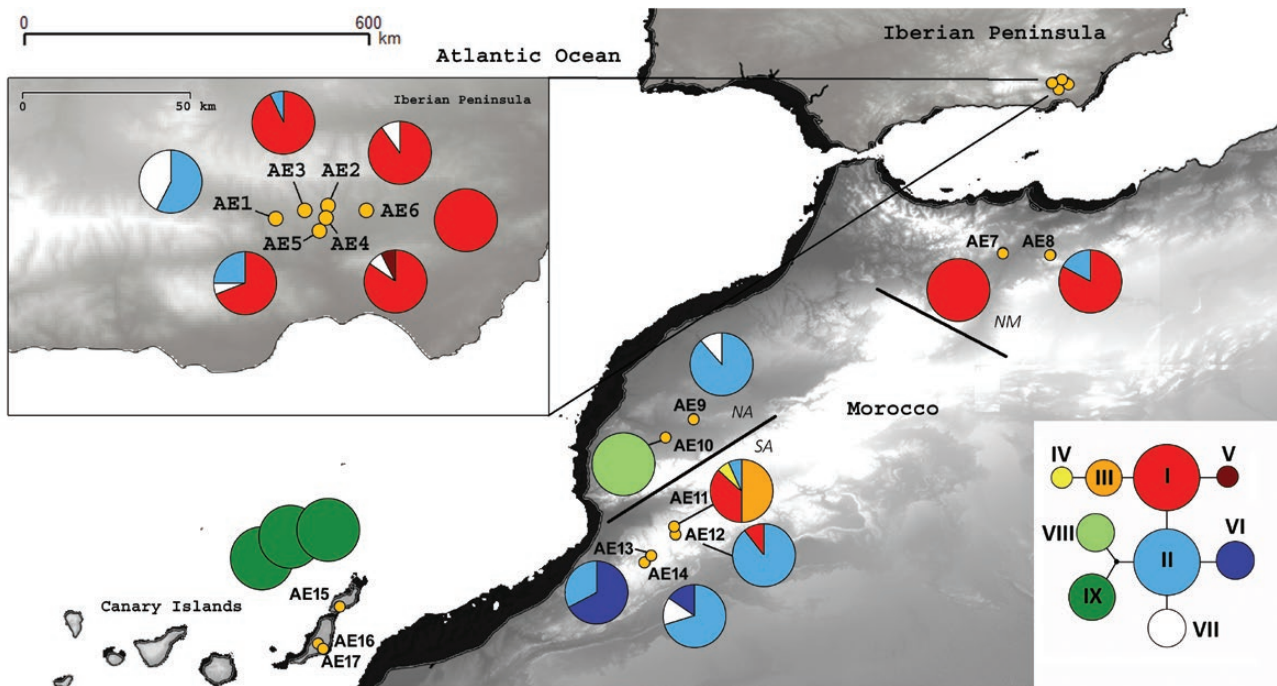 0 600
km
Atlantic Ocean
Iberian Peninsula
0 50
km
Iberian Peninsula
AE3 AE2
AE1 AE6
AE5 AE4
AE7 AE8
NM
AE9 NA
Morocco
AE10 SA
AE11
AE12
AE13
AE14
AE15
Canary Islands
AE16
AE17
IV III I V
VIII II VI
IX
VII